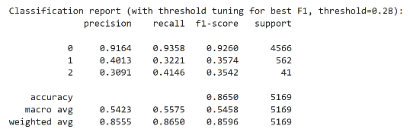 Classification report (with threshold tuning for best F1, threshold=0.28):
precision recall f1-score support
0 0.9164 0.9358 0.9260 4566
1 0.4013 0.3221 0.3574 562
2 0.3091 0.4146 0.3542 41
accuracy 0.8650 5169
macro avg 0.5423 0.5575 0.5458 5169
weighted avg 0.8555 0.8650 0.8596 5169